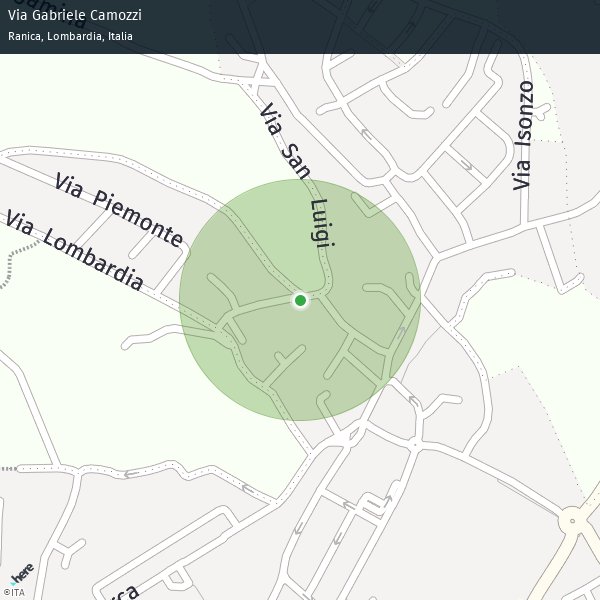 Via Gabriele Camozzi
Ranica, Lombardia, Italia
Via Isonzo
Via San Luigi
Via Piemonte
Via Lombardia
here
©ITA